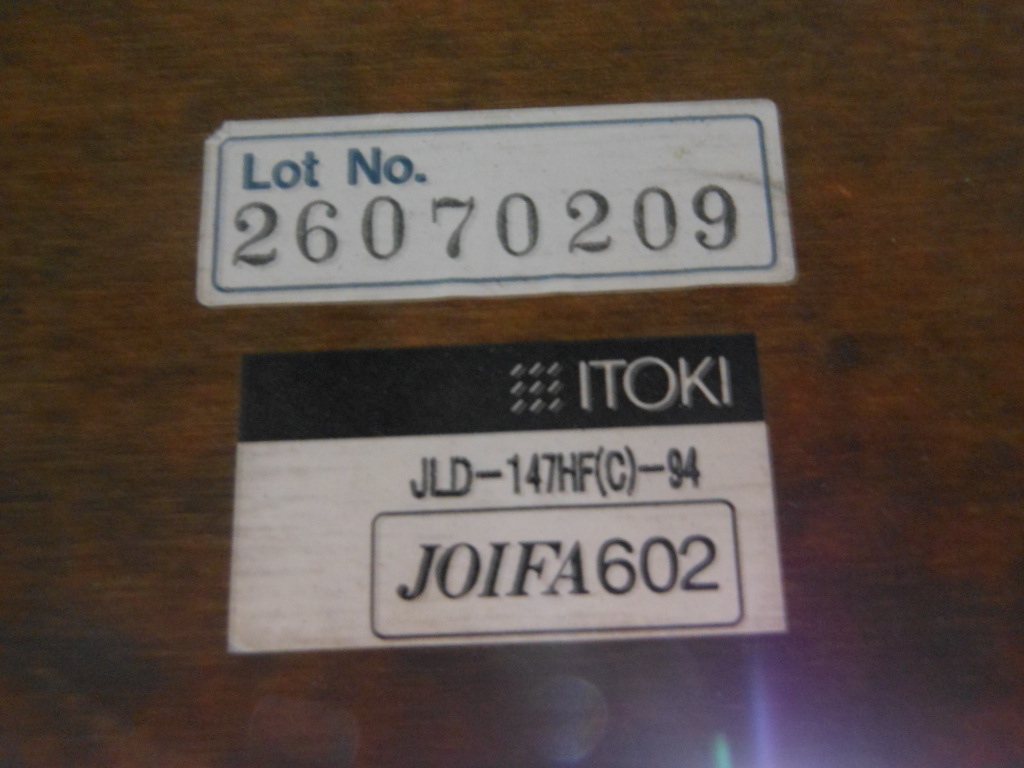 Lot No.
26070209
ITOKI
JLD-147HF(C)-94
JOIFA602